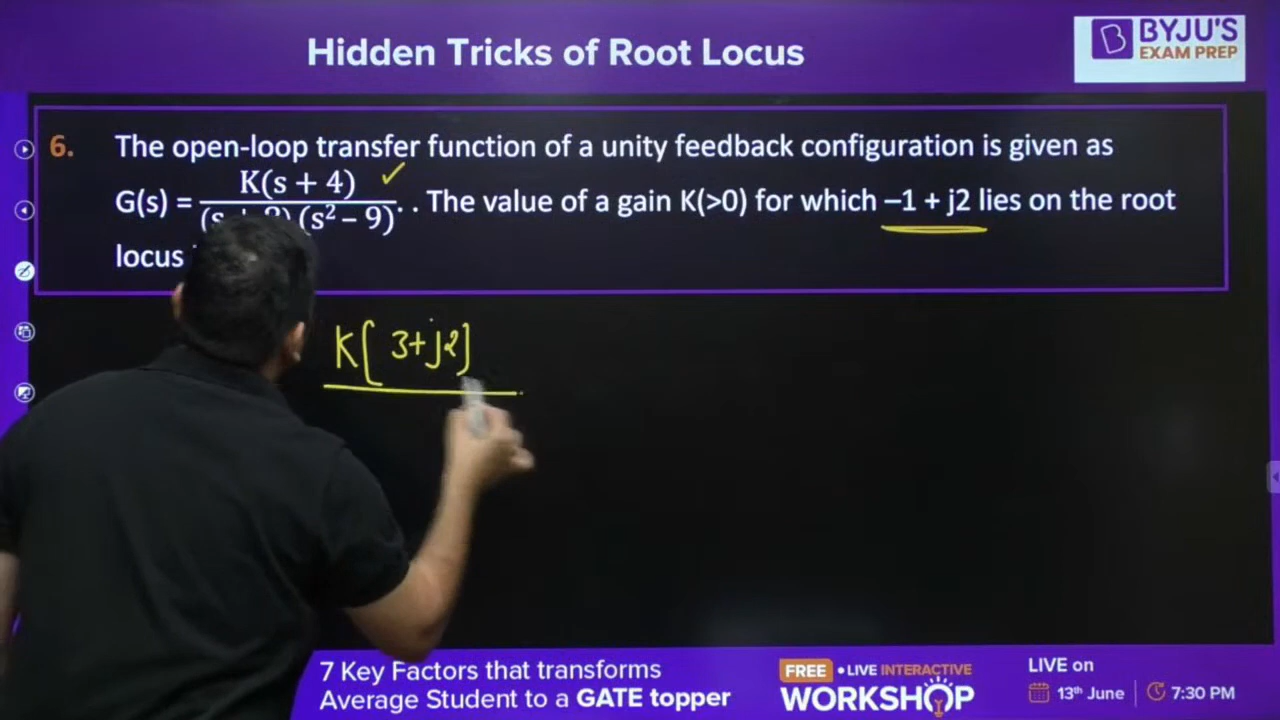 Hidden Tricks of Root Locus
BYJU'S
EXAM PREP
6. The open-loop transfer function of a unity feedback configuration is given as
K(s + 4)
G(s) = (s² – 9). . The value of a gain K(>0) for which –1 + j2 lies on the root
locus
K[3+j2]
7 Key Factors that transforms
Average Student to a GATE topper
FREE • LIVE INTERACTIVE
WORKSHOP
LIVE on
13th June
7:30 PM